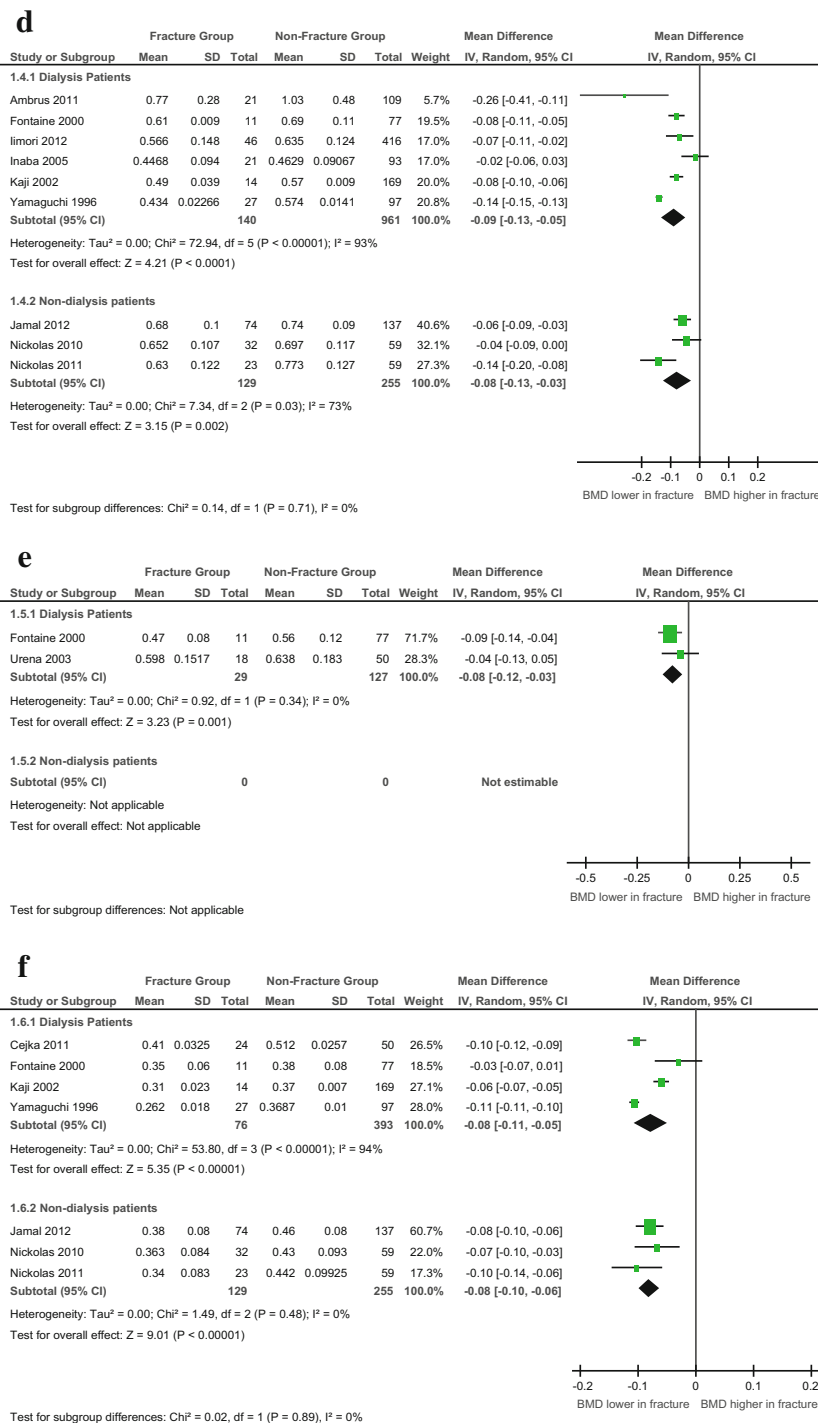 d
Fracture Group Non-Fracture Group Mean Difference Mean Difference
Study or Subgroup Mean SD Total Mean SD Total Weight IV, Random, 95% CI IV, Random, 95% CI
1.4.1 Dialysis Patients
Ambrus 2011 0.77 0.28 21 1.03 0.48 109 5.7% -0.26 [-0.41, -0.11]
Fontaine 2000 0.61 0.009 11 0.69 0.11 77 19.5% -0.08 [-0.11, -0.05]
Iimori 2012 0.566 0.148 46 0.635 0.124 416 17.0% -0.07 [-0.11, -0.02]
Inaba 2005 0.4468 0.094 21 0.4629 0.09067 93 17.0% -0.02 [-0.06, 0.03]
Kaji 2002 0.49 0.039 14 0.57 0.009 169 20.0% -0.08 [-0.10, -0.06]
Yamaguchi 1996 0.434 0.02266 27 0.574 0.0141 97 20.8% -0.14 [-0.15, -0.13]
Subtotal (95% CI) 140 961 100.0% -0.09 [-0.13, -0.05]
Heterogeneity: Tau² = 0.00; Chi² = 72.94, df = 5 (P < 0.00001); I² = 93%
Test for overall effect: Z = 4.21 (P < 0.0001)
1.4.2 Non-dialysis patients
Jamal 2012 0.68 0.1 74 0.74 0.09 137 40.6% -0.06 [-0.09, -0.03]
Nickolas 2010 0.652 0.107 32 0.697 0.117 59 32.1% -0.04 [-0.09, 0.00]
Nickolas 2011 0.63 0.122 23 0.773 0.127 59 27.3% -0.14 [-0.20, -0.08]
Subtotal (95% CI) 129 255 100.0% -0.08 [-0.13, -0.03]
Heterogeneity: Tau² = 0.00; Chi² = 7.34, df = 2 (P = 0.03); I² = 73%
Test for overall effect: Z = 3.15 (P = 0.002)
-0.2 -0.1 0 0.1 0.2
BMD lower in fracture BMD higher in fracture
Test for subgroup differences: Chi² = 0.14, df = 1 (P = 0.71), I² = 0%
e
Fracture Group Non-Fracture Group Mean Difference Mean Difference
Study or Subgroup Mean SD Total Mean SD Total Weight IV, Random, 95% CI IV, Random, 95% CI
1.5.1 Dialysis Patients
Fontaine 2000 0.47 0.08 11 0.56 0.12 77 71.7% -0.09 [-0.14, -0.04]
Urena 2003 0.598 0.1517 18 0.638 0.183 50 28.3% -0.04 [-0.13, 0.05]
Subtotal (95% CI) 29 127 100.0% -0.08 [-0.12, -0.03]
Heterogeneity: Tau² = 0.00; Chi² = 0.92, df = 1 (P = 0.34); I² = 0%
Test for overall effect: Z = 3.23 (P = 0.001)
1.5.2 Non-dialysis patients
Subtotal (95% CI) 0 0 Not estimable
Heterogeneity: Not applicable
Test for overall effect: Not applicable
-0.5 -0.25 0 0.25 0.5
BMD lower in fracture BMD higher in fracture
Test for subgroup differences: Not applicable
f
Fracture Group Non-Fracture Group Mean Difference Mean Difference
Study or Subgroup Mean SD Total Mean SD Total Weight IV, Random, 95% CI IV, Random, 95% CI
1.6.1 Dialysis Patients
Cejka 2011 0.41 0.0325 24 0.512 0.0257 50 26.5% -0.10 [-0.12, -0.09]
Fontaine 2000 0.35 0.06 11 0.38 0.08 77 18.5% -0.03 [-0.07, 0.01]
Kaji 2002 0.31 0.023 14 0.37 0.007 169 27.1% -0.06 [-0.07, -0.05]
Yamaguchi 1996 0.262 0.018 27 0.3687 0.01 97 28.0% -0.11 [-0.11, -0.10]
Subtotal (95% CI) 76 393 100.0% -0.08 [-0.11, -0.05]
Heterogeneity: Tau² = 0.00; Chi² = 53.80, df = 3 (P < 0.00001); I² = 94%
Test for overall effect: Z = 5.35 (P < 0.00001)
1.6.2 Non-dialysis patients
Jamal 2012 0.38 0.08 74 0.46 0.08 137 60.7% -0.08 [-0.10, -0.06]
Nickolas 2010 0.363 0.084 32 0.43 0.093 59 22.0% -0.07 [-0.10, -0.03]
Nickolas 2011 0.34 0.083 23 0.442 0.09925 59 17.3% -0.10 [-0.14, -0.06]
Subtotal (95% CI) 129 255 100.0% -0.08 [-0.10, -0.06]
Heterogeneity: Tau² = 0.00; Chi² = 1.49, df = 2 (P = 0.48); I² = 0%
Test for overall effect: Z = 9.01 (P < 0.00001)
-0.2 -0.1 0 0.1 0.2
BMD lower in fracture BMD higher in fracture
Test for subgroup differences: Chi² = 0.02, df = 1 (P = 0.89), I² = 0%